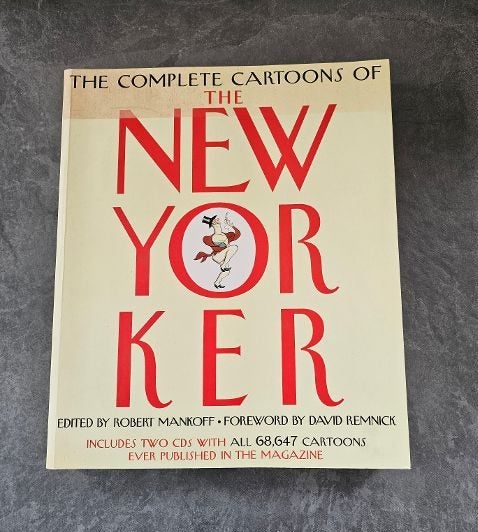 THE COMPLETE CARTOONS OF
THE
NEW
YOR
KER
EDITED BY ROBERT MANKOFF • FOREWORD BY DAVID REMNICK
INCLUDES TWO CDS WITH ALL 68,647 CARTOONS
EVER PUBLISHED IN THE MAGAZINE